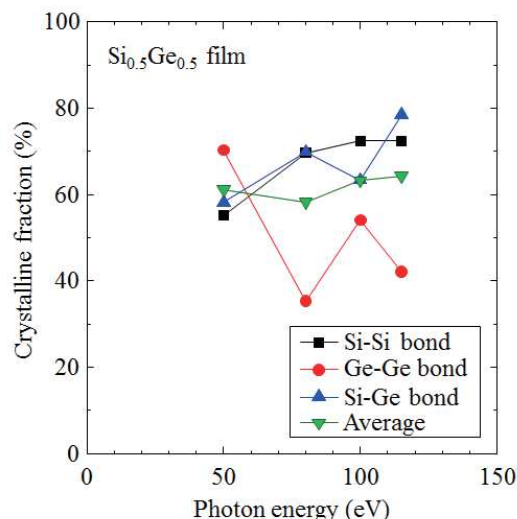 100
80
60
40
20
0
Crystalline fraction (%)
Si₀.₅Ge₀.₅ film
Si-Si bond
Ge-Ge bond
Si-Ge bond
Average
0 50 100 150
Photon energy (eV)